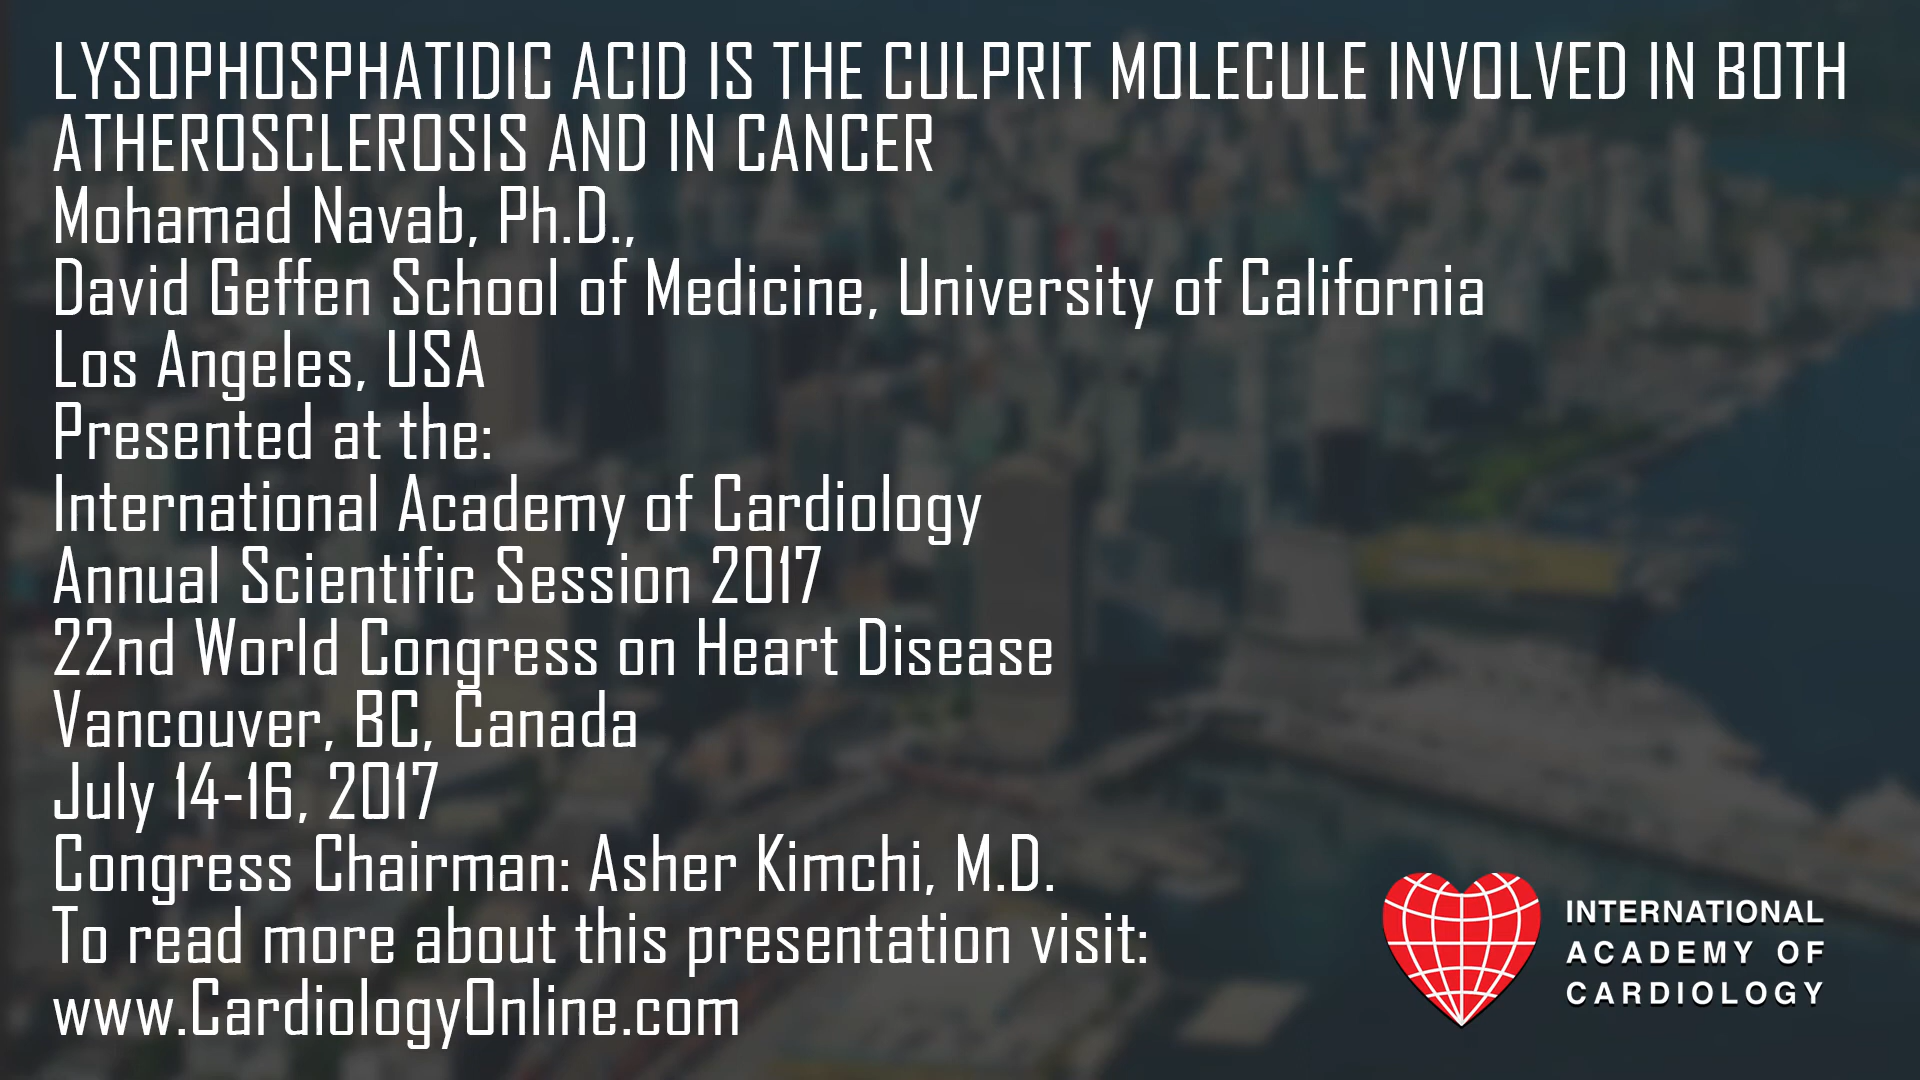 LYSOPHOSPHATIDIC ACID IS THE CULPRIT MOLECULE INVOLVED IN BOTH
ATHEROSCLEROSIS AND IN CANCER
Mohamad Navab, Ph.D.,
David Geffen School of Medicine, University of California
Los Angeles, USA
Presented at the:
International Academy of Cardiology
Annual Scientific Session 2017
22nd World Congress on Heart Disease
Vancouver, BC, Canada
July 14-16, 2017
Congress Chairman: Asher Kimchi, M.D.
To read more about this presentation visit:
www.CardiologyOnline.com
INTERNATIONAL
ACADEMY OF
CARDIOLOGY